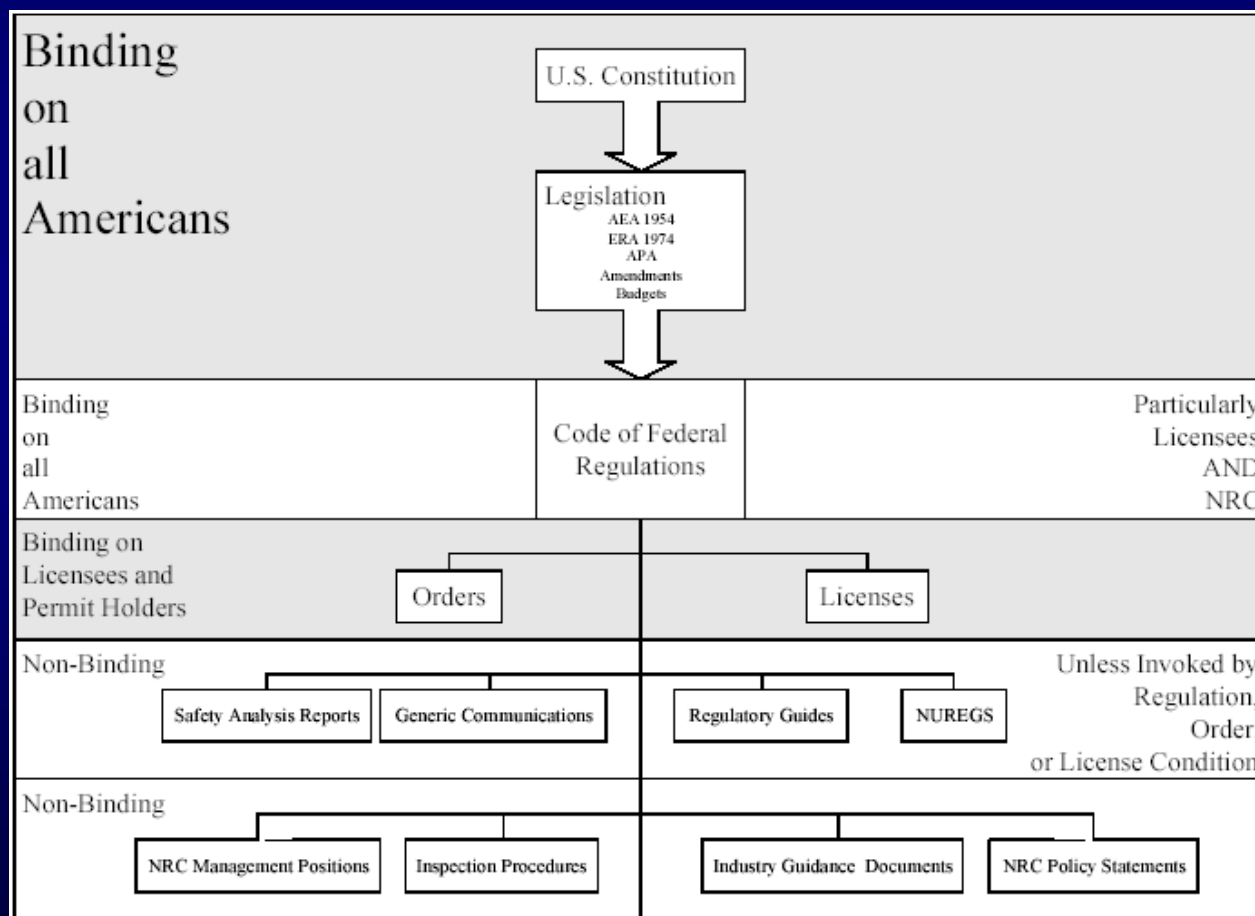 Binding
on
all
Americans
U.S. Constitution
Legislation
AEA 1954
ERA 1974
APA
Amendments
Budgets
Binding
on
all
Americans
Code of Federal
Regulations
Particularly
Licensees
AND
NRC
Binding on
Licensees and
Permit Holders
Orders
Licenses
Non-Binding
Unless Invoked by
Regulation,
Order
or License Condition
Safety Analysis Reports
Generic Communications
Regulatory Guides
NUREGS
Non-Binding
NRC Management Positions
Inspection Procedures
Industry Guidance Documents
NRC Policy Statements